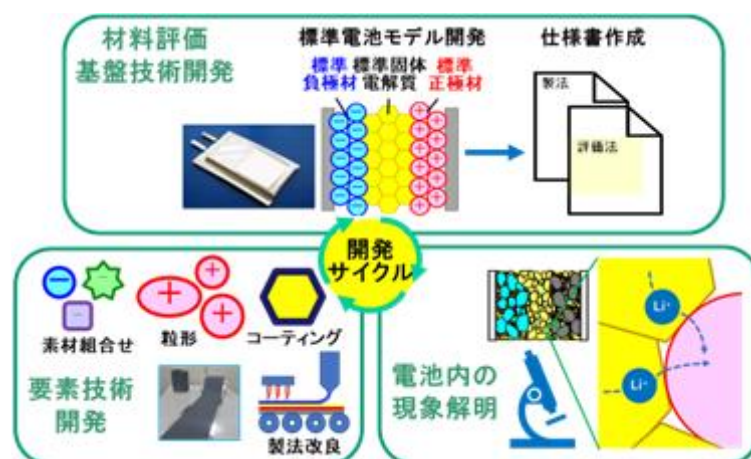 材料評価
基盤技術開発
標準電池モデル開発
仕様書作成
標準 標準固体 標準
負極材 電解質 正極材
製法
評価法
開発
サイクル
素材組合せ
粒形
コーティング
要素技術
開発
製法改良
電池内の
現象解明
Li⁺
Li⁺